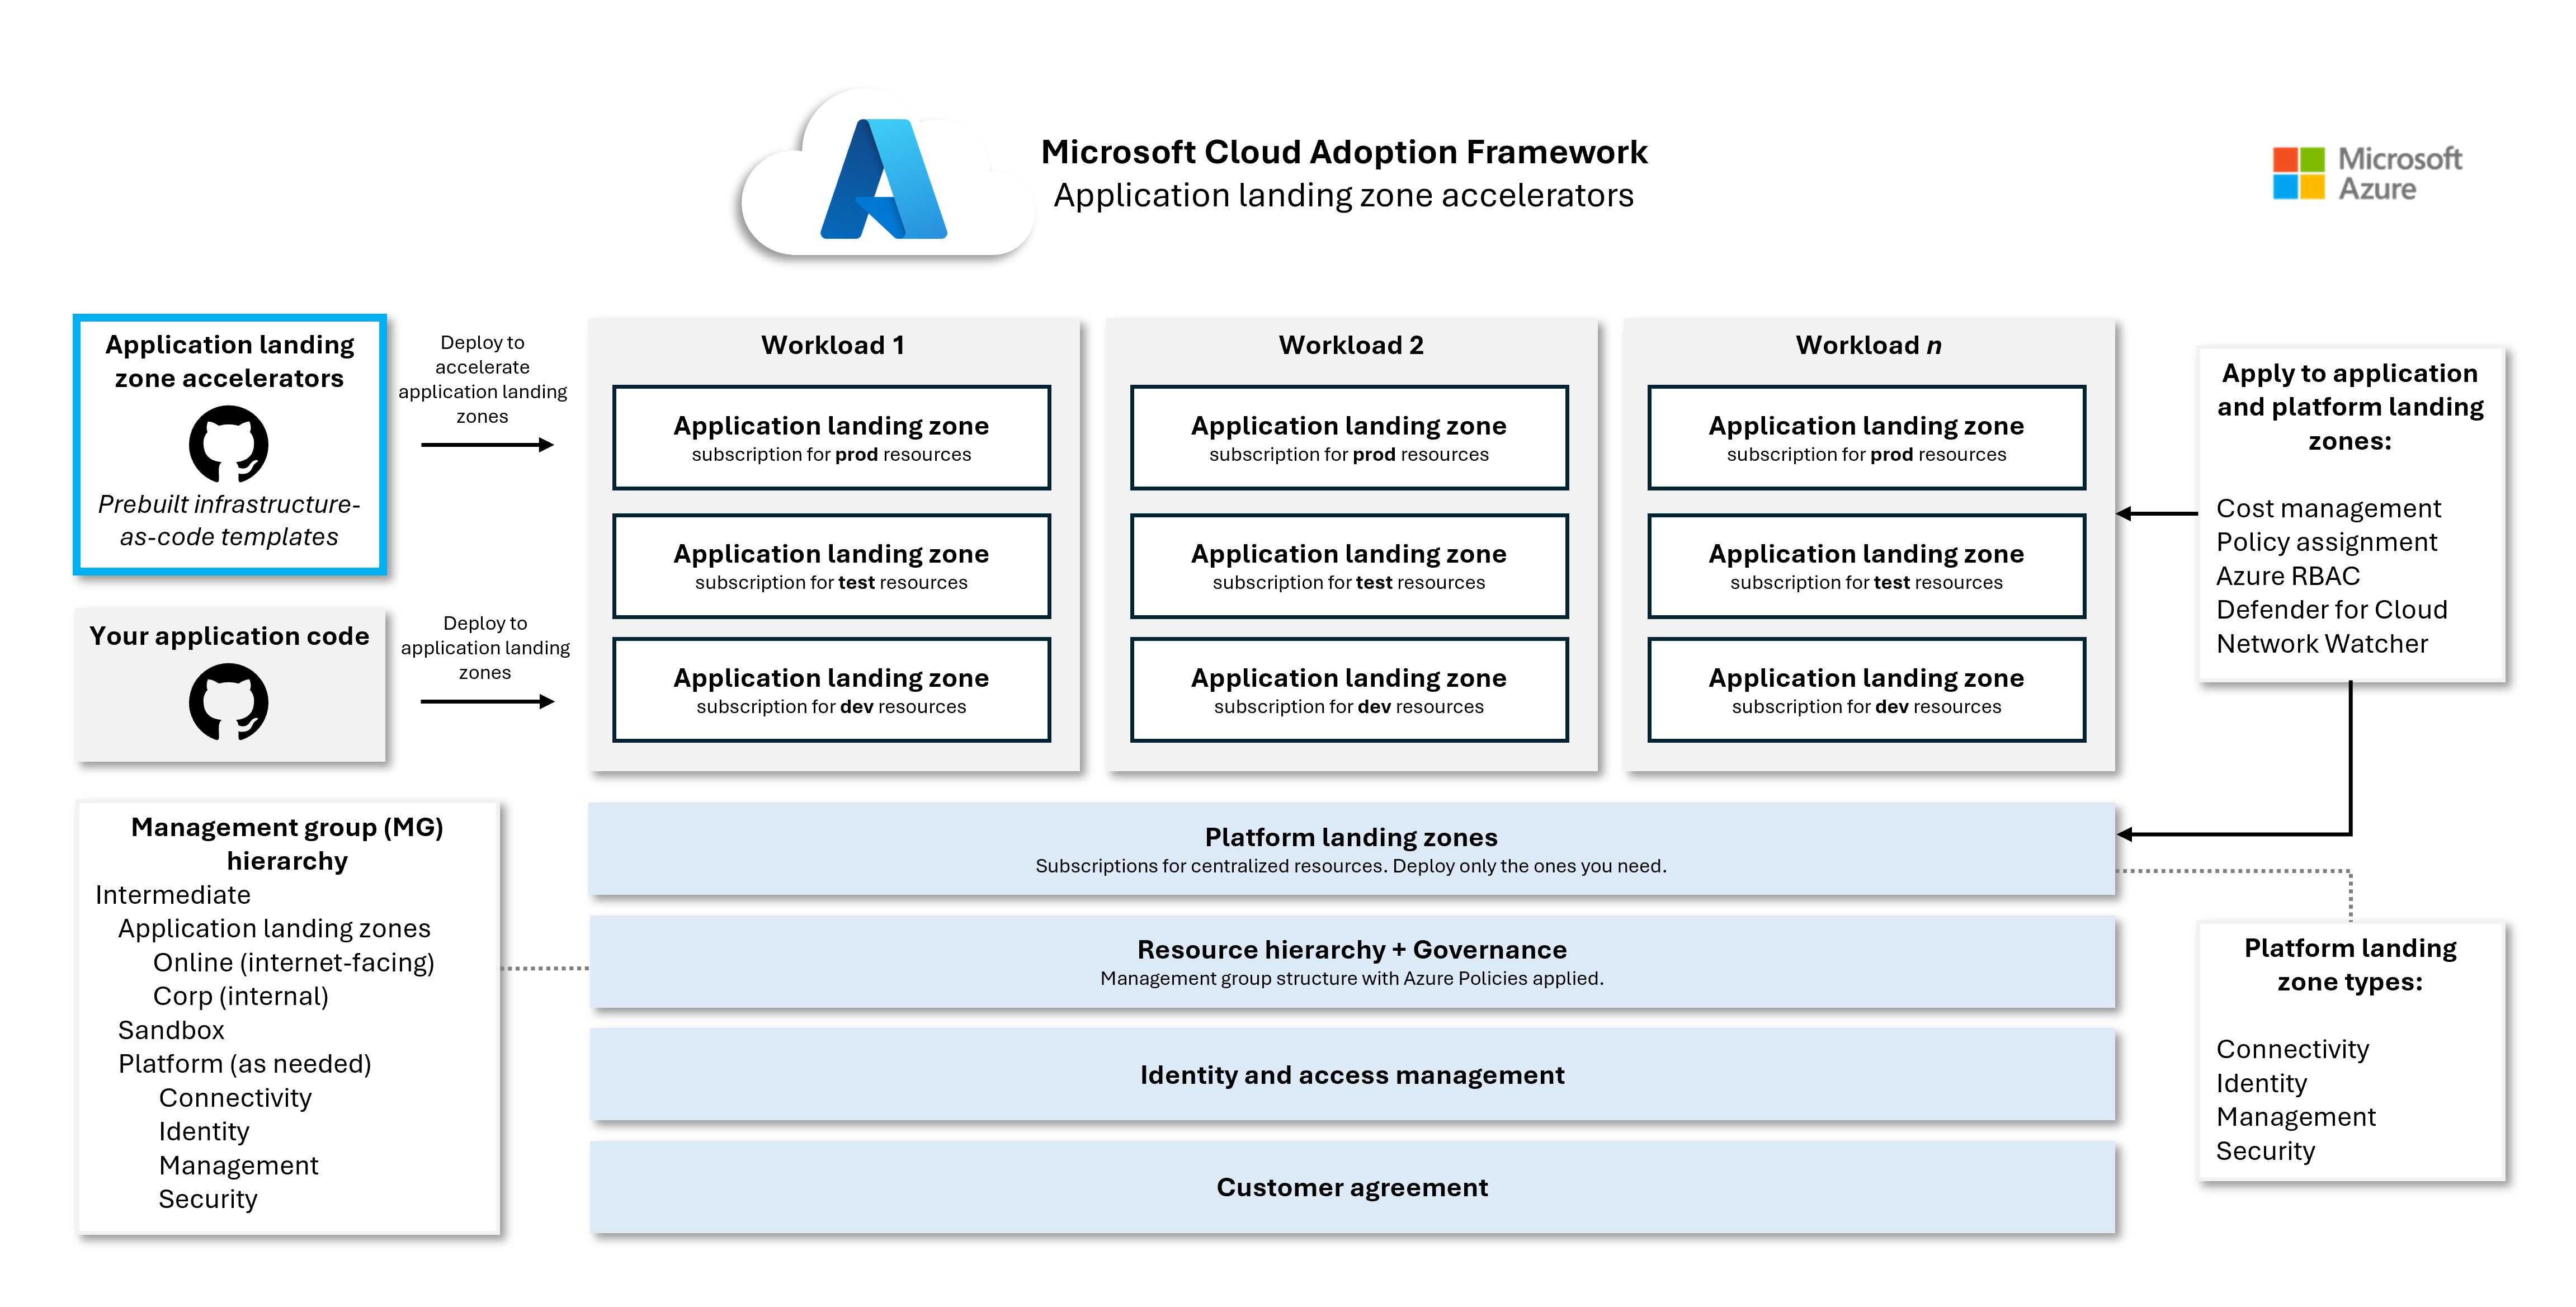 Microsoft Cloud Adoption Framework
Application landing zone accelerators
Microsoft
Azure
Application landing
zone accelerators
Prebuilt infrastructure-
as-code templates
Deploy to
accelerate
application landing
zones
Your application code
Deploy to
application landing
zones
Workload 1
Application landing zone
subscription for prod resources
Application landing zone
subscription for test resources
Application landing zone
subscription for dev resources
Workload 2
Application landing zone
subscription for prod resources
Application landing zone
subscription for test resources
Application landing zone
subscription for dev resources
Workload n
Application landing zone
subscription for prod resources
Application landing zone
subscription for test resources
Application landing zone
subscription for dev resources
Apply to application
and platform landing
zones:
Cost management
Policy assignment
Azure RBAC
Defender for Cloud
Network Watcher
Management group (MG)
hierarchy
Intermediate
Application landing zones
Online (internet-facing)
Corp (internal)
Sandbox
Platform (as needed)
Connectivity
Identity
Management
Security
Platform landing zones
Subscriptions for centralized resources. Deploy only the ones you need.
Resource hierarchy + Governance
Management group structure with Azure Policies applied.
Identity and access management
Customer agreement
Platform landing
zone types:
Connectivity
Identity
Management
Security